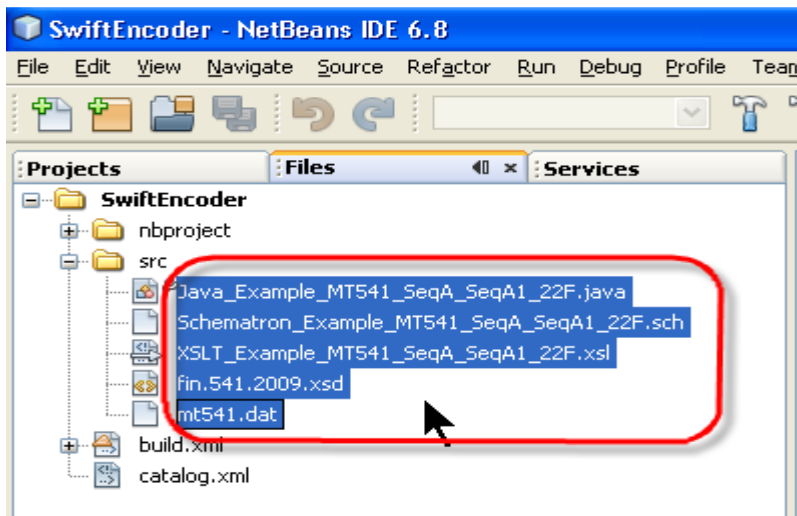 SwiftEncoder - NetBeans IDE 6.8
File Edit View Navigate Source Refactor Run Debug Profile Team
Projects Files Services
SwiftEncoder
nbproject
src
Java_Example_MT541_SeqA_SeqA1_22F.java
Schematron_Example_MT541_SeqA_SeqA1_22F.sch
XSLT_Example_MT541_SeqA_SeqA1_22F.xsl
fin.541.2009.xsd
mt541.dat
build.xml
catalog.xml